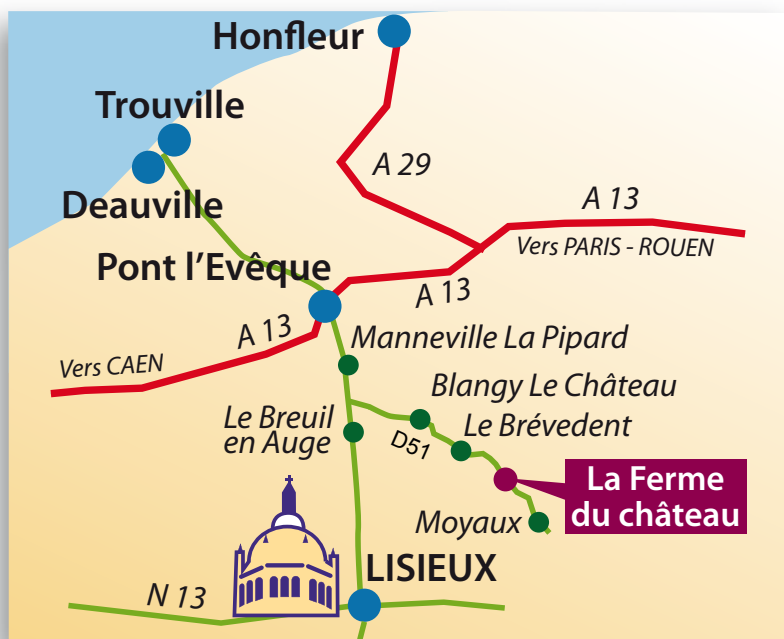 Honfleur
Trouville
A 29
Deauville
A 13
Vers PARIS - ROUEN
Pont l'Evêque
A 13
A 13
Manneville La Pipard
Vers CAEN
Blangy Le Château
Le Breuil
en Auge
Le Brévedent
D51
La Ferme
du château
Moyaux
LISIEUX
N 13